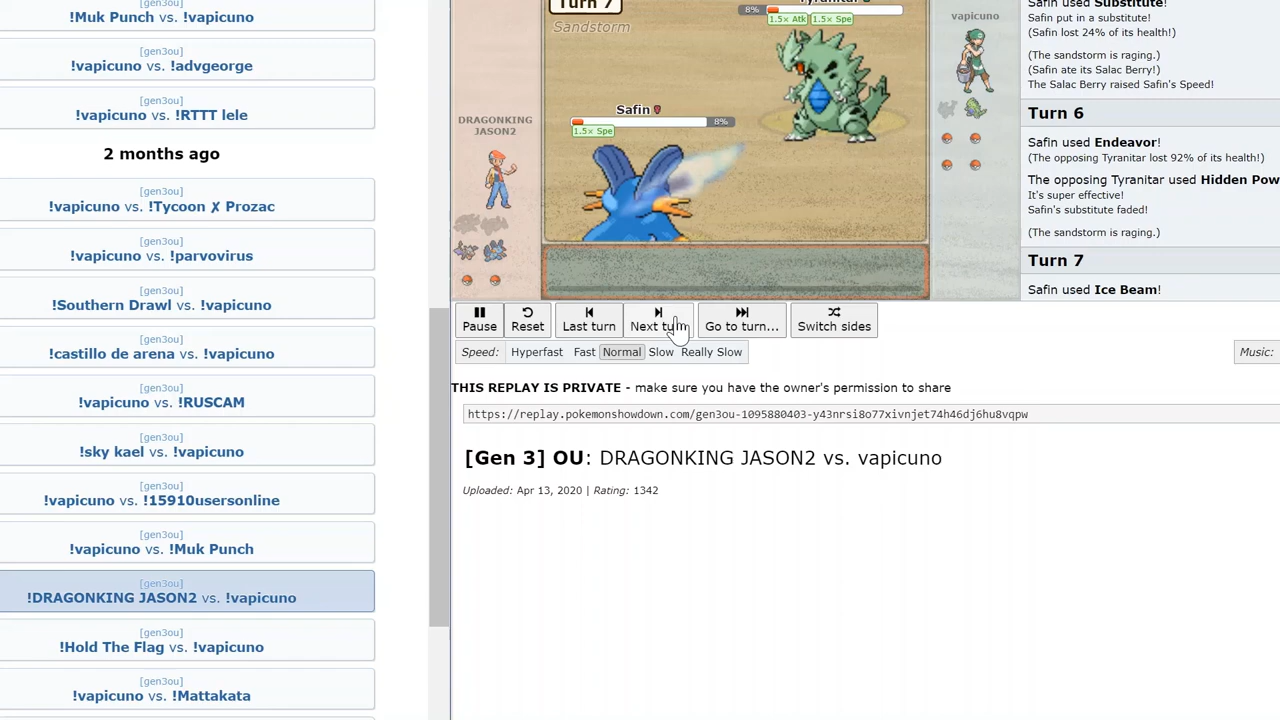 !Muk Punch vs. !vapicuno
[gen3ou]
!vapicuno vs. !advgeorge
[gen3ou]
!vapicuno vs. !RTTT lele
2 months ago
[gen3ou]
!vapicuno vs. !Tycoon ✗ Prozac
[gen3ou]
!vapicuno vs. !parvovirus
[gen3ou]
!Southern Drawl vs. !vapicuno
[gen3ou]
!castillo de arena vs. !vapicuno
[gen3ou]
!vapicuno vs. !RUSCAM
[gen3ou]
!sky kael vs. !vapicuno
[gen3ou]
!vapicuno vs. !15910usersonline
[gen3ou]
!vapicuno vs. !Muk Punch
[gen3ou]
!DRAGONKING JASON2 vs. !vapicuno
[gen3ou]
!Hold The Flag vs. !vapicuno
[gen3ou]
!vapicuno vs. !Mattakata
Turn 7
Sandstorm
Tyranitar
8%
1.5× Atk 1.5× Spe
Safin
8%
1.5× Spe
DRAGONKING
JASON2
vapicuno
Safin used Substitute!
Safin put in a substitute!
(Safin lost 24% of its health!)
(The sandstorm is raging.)
(Safin ate its Salac Berry!)
The Salac Berry raised Safin's Speed!
Turn 6
Safin used Endeavor!
(The opposing Tyranitar lost 92% of its health!)
The opposing Tyranitar used Hidden Pow
It's super effective!
Safin's substitute faded!
(The sandstorm is raging.)
Turn 7
Safin used Ice Beam!
Pause Reset Last turn Next turn Go to turn... Switch sides
Speed: Hyperfast Fast Normal Slow Really Slow Music:
THIS REPLAY IS PRIVATE - make sure you have the owner's permission to share
https://replay.pokemonshowdown.com/gen3ou-1095880403-y43nrsi8o77xivnjet74h46dj6hu8vqpw
[Gen 3] OU: DRAGONKING JASON2 vs. vapicuno
Uploaded: Apr 13, 2020 | Rating: 1342